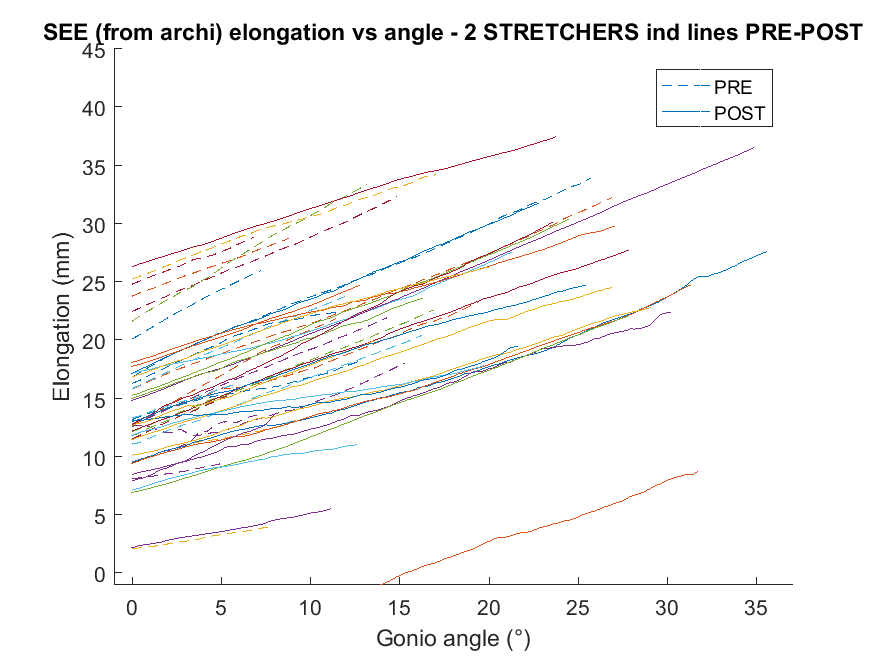 SEE (from archi) elongation vs angle - 2 STRETCHERS ind lines PRE-POST
45
40
35
30
25
20
15
10
5
0
Elongation (mm)
PRE
POST
0 5 10 15 20 25 30 35
Gonio angle (°)